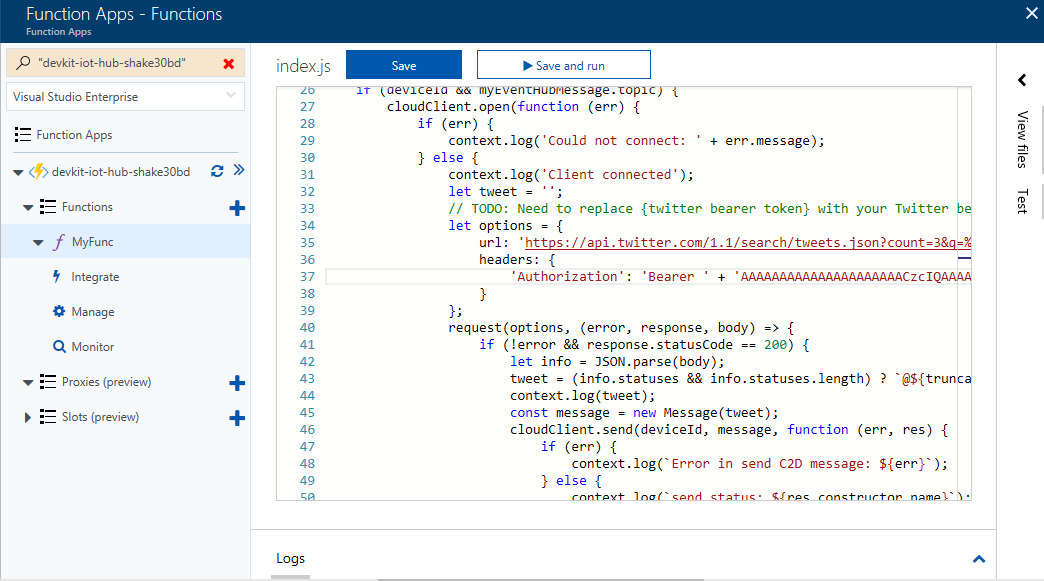 Function Apps - Functions
Function Apps
"devkit-iot-hub-shake30bd"
Visual Studio Enterprise
Function Apps
devkit-iot-hub-shake30bd
Functions
MyFunc
Integrate
Manage
Monitor
Proxies (preview)
Slots (preview)
index.js
Save
Save and run
26 if (deviceId && myEventHubMessage.topic) {
27 cloudClient.open(function (err) {
28 if (err) {
29 context.log('Could not connect: ' + err.message);
30 } else {
31 context.log('Client connected');
32 let tweet = '';
33 // TODO: Need to replace {twitter bearer token} with your Twitter be
34 let options = {
35 url: 'https://api.twitter.com/1.1/search/tweets.json?count=3&q=%
36 headers: {
37 'Authorization': 'Bearer ' + 'AAAAAAAAAAAAAAAAAAAAACzcIQAAAA
38 }
39 };
40 request(options, (error, response, body) => {
41 if (!error && response.statusCode == 200) {
42 let info = JSON.parse(body);
43 tweet = (info.statuses && info.statuses.length) ? `@${trunca
44 context.log(tweet);
45 const message = new Message(tweet);
46 cloudClient.send(deviceId, message, function (err, res) {
47 if (err) {
48 context.log(`Error in send C2D message: ${err}`);
49 } else {
50 context.log(`send status: ${res.constructor.name}`);
View files
Test
Logs